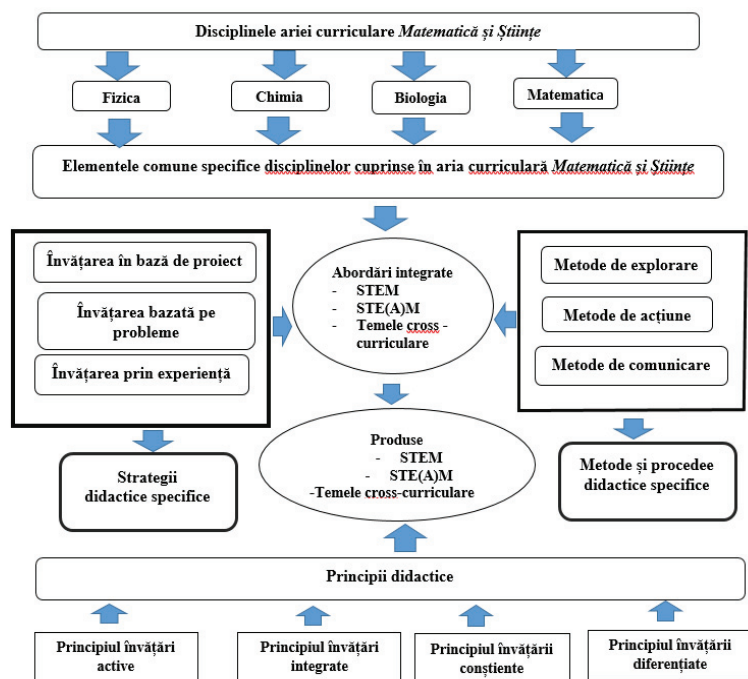 Disciplinele ariei curriculare Matematică și Științe
Fizica
Chimia
Biologia
Matematica
Elementele comune specifice disciplinelor cuprinse în aria curriculară Matematică și Științe
Învățarea în bază de proiect
Învățarea bazată pe
probleme
Învățarea prin experiență
Abordări integrate
- STEM
- STE(A)M
- Temele cross -
curriculare
Metode de explorare
Metode de acțiune
Metode de comunicare
Strategii
didactice specifice
Produse
- STEM
- STE(A)M
-Temele cross-curriculare
Metode și procedee
didactice specifice
Principii didactice
Principiul învățări
active
Principiul învățări
integrate
Principiul învățării
conștiente
Principiul învățării
diferențiate